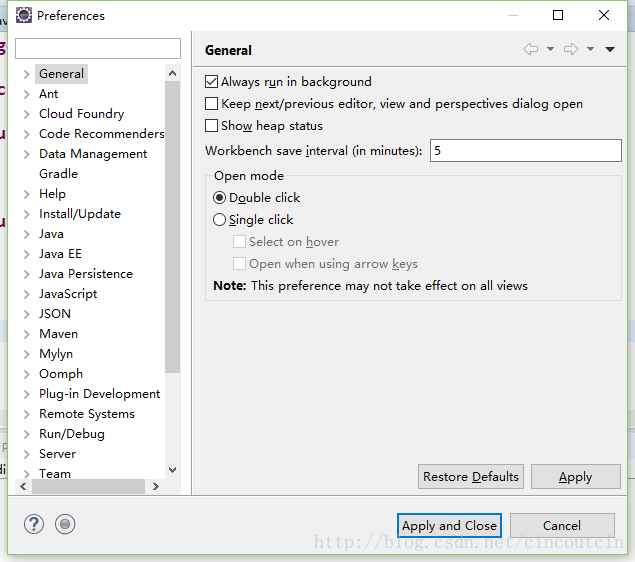 Preferences
General
Ant
Cloud Foundry
Code Recommenders
Data Management
Gradle
Help
Install/Update
Java
Java EE
Java Persistence
JavaScript
JSON
Maven
Mylyn
Oomph
Plug-in Development
Remote Systems
Run/Debug
Server
Team
General
Always run in background
Keep next/previous editor, view and perspectives dialog open
Show heap status
Workbench save interval (in minutes): 5
Open mode
Double click
Single click
Select on hover
Open when using arrow keys
Note: This preference may not take effect on all views
Restore Defaults Apply
? Apply and Close Cancel
http://blog.csdn.net/cincoutcin